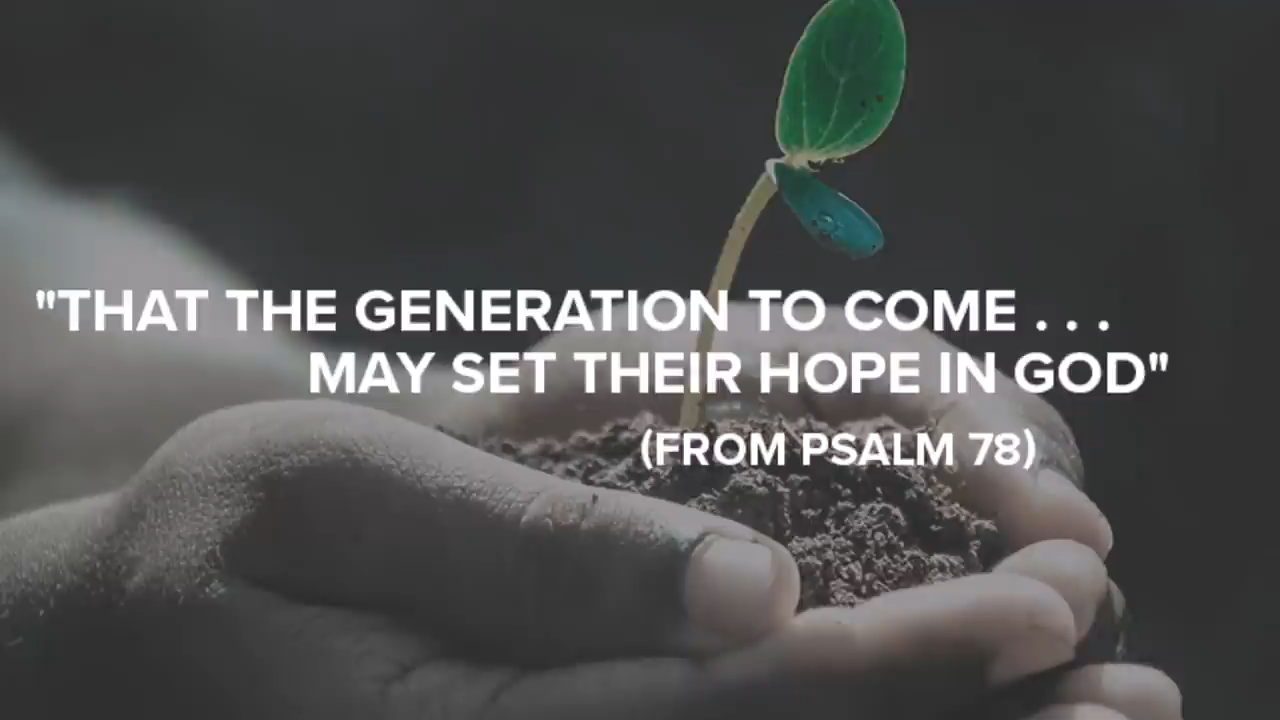 "THAT THE GENERATION TO COME . . .
MAY SET THEIR HOPE IN GOD"
(FROM PSALM 78)